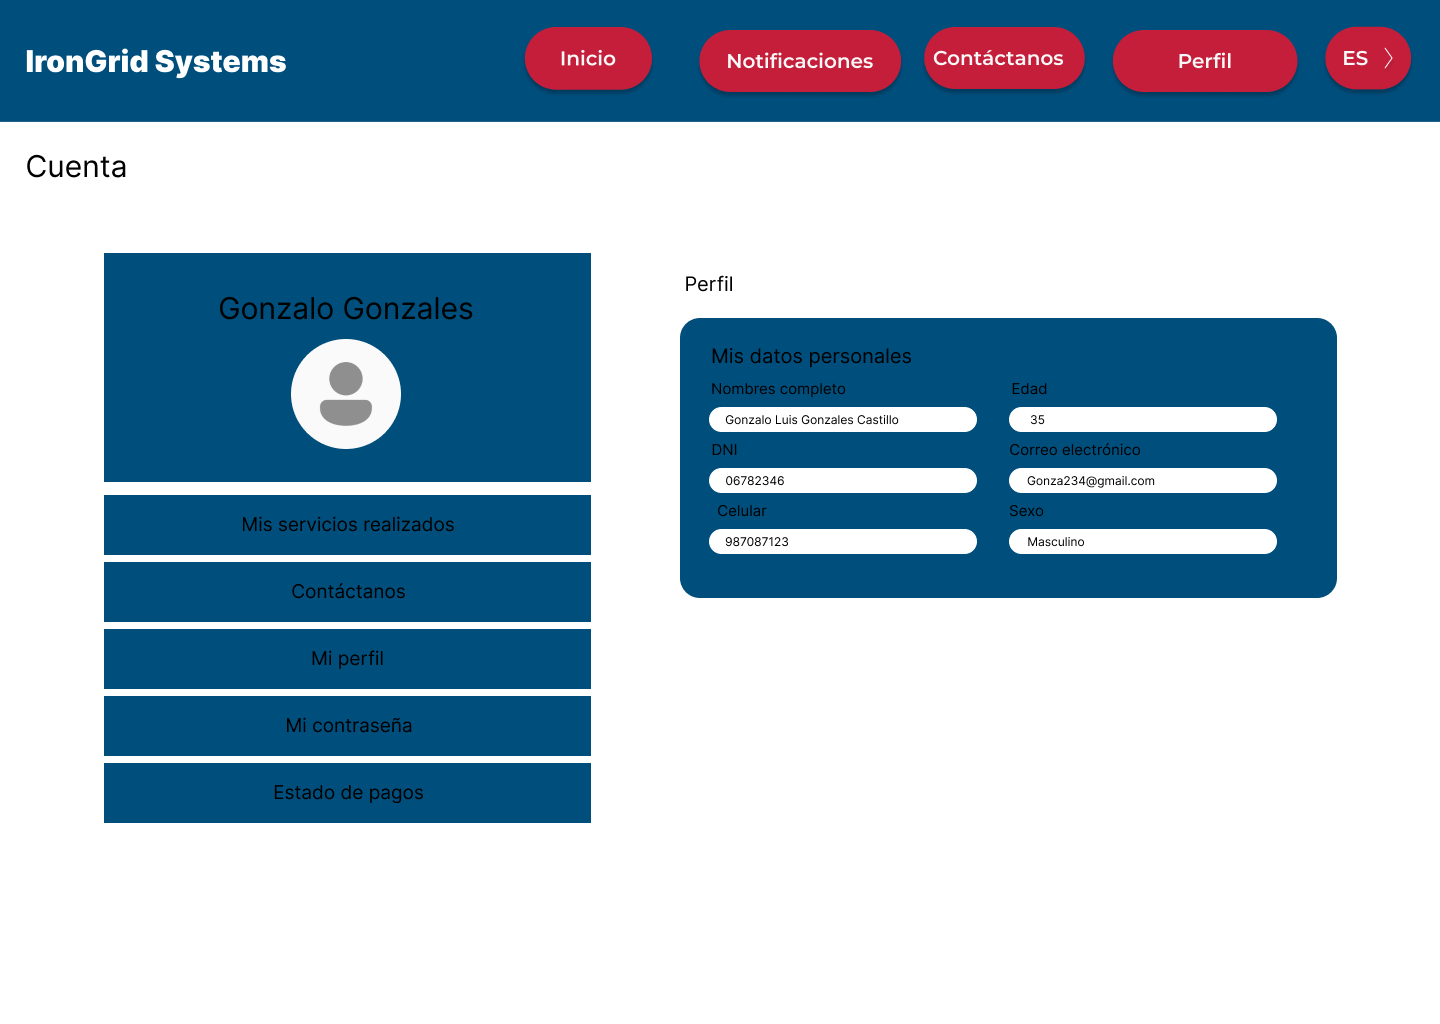 IronGrid Systems
Inicio
Notificaciones
Contáctanos
Perfil
ES
Cuenta
Gonzalo Gonzales
Mis servicios realizados
Contáctanos
Mi perfil
Mi contraseña
Estado de pagos
Perfil
Mis datos personales
Nombres completo
Edad
Gonzalo Luis Gonzales Castillo
35
DNI
Correo electrónico
06782346
Gonza234@gmail.com
Celular
Sexo
987087123
Masculino